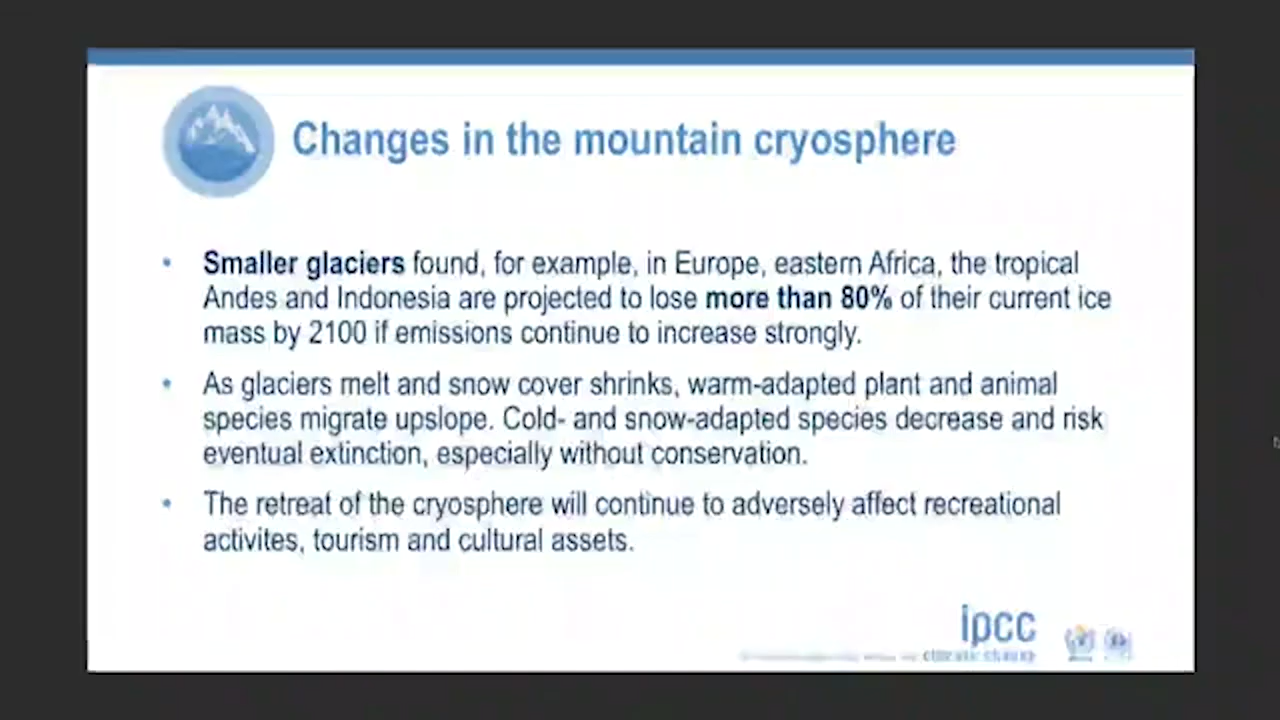 Changes in the mountain cryosphere
• Smaller glaciers found, for example, in Europe, eastern Africa, the tropical
Andes and Indonesia are projected to lose more than 80% of their current ice
mass by 2100 if emissions continue to increase strongly.
• As glaciers melt and snow cover shrinks, warm-adapted plant and animal
species migrate upslope. Cold- and snow-adapted species decrease and risk
eventual extinction, especially without conservation.
• The retreat of the cryosphere will continue to adversely affect recreational
activites, tourism and cultural assets.
ipcc
climate change